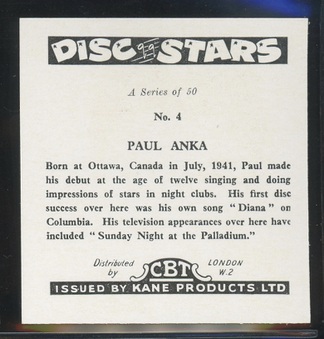 DISC STARS
A Series of 50
No. 4
PAUL ANKA
Born at Ottawa, Canada in July, 1941, Paul made
his debut at the age of twelve singing and doing
impressions of stars in night clubs. His first disc
success over here was his own song "Diana" on
Columbia. His television appearances over here have
included "Sunday Night at the Palladium."
Distributed by CBT LONDON W.2
ISSUED BY KANE PRODUCTS LTD